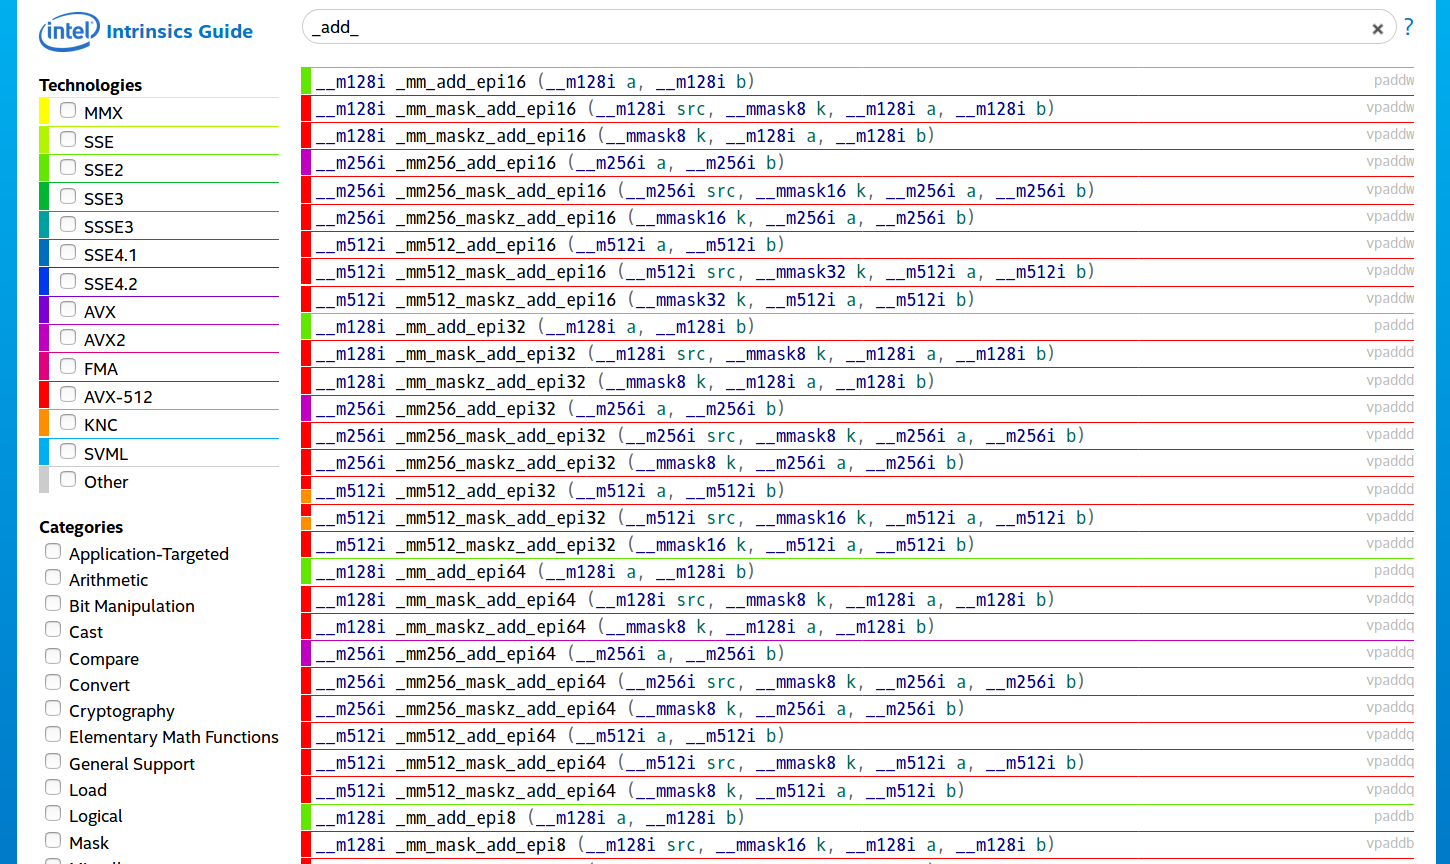 intel Intrinsics Guide
_add_ × ?
Technologies
MMX
SSE
SSE2
SSE3
SSSE3
SSE4.1
SSE4.2
AVX
AVX2
FMA
AVX-512
KNC
SVML
Other
Categories
Application-Targeted
Arithmetic
Bit Manipulation
Cast
Compare
Convert
Cryptography
Elementary Math Functions
General Support
Load
Logical
Mask
__m128i _mm_add_epi16 (__m128i a, __m128i b) paddw
__m128i _mm_mask_add_epi16 (__m128i src, __mmask8 k, __m128i a, __m128i b) vpaddw
__m128i _mm_maskz_add_epi16 (__mmask8 k, __m128i a, __m128i b) vpaddw
__m256i _mm256_add_epi16 (__m256i a, __m256i b) vpaddw
__m256i _mm256_mask_add_epi16 (__m256i src, __mmask16 k, __m256i a, __m256i b) vpaddw
__m256i _mm256_maskz_add_epi16 (__mmask16 k, __m256i a, __m256i b) vpaddw
__m512i _mm512_add_epi16 (__m512i a, __m512i b) vpaddw
__m512i _mm512_mask_add_epi16 (__m512i src, __mmask32 k, __m512i a, __m512i b) vpaddw
__m512i _mm512_maskz_add_epi16 (__mmask32 k, __m512i a, __m512i b) vpaddw
__m128i _mm_add_epi32 (__m128i a, __m128i b) paddd
__m128i _mm_mask_add_epi32 (__m128i src, __mmask8 k, __m128i a, __m128i b) vpaddd
__m128i _mm_maskz_add_epi32 (__mmask8 k, __m128i a, __m128i b) vpaddd
__m256i _mm256_add_epi32 (__m256i a, __m256i b) vpaddd
__m256i _mm256_mask_add_epi32 (__m256i src, __mmask8 k, __m256i a, __m256i b) vpaddd
__m256i _mm256_maskz_add_epi32 (__mmask8 k, __m256i a, __m256i b) vpaddd
__m512i _mm512_add_epi32 (__m512i a, __m512i b) vpaddd
__m512i _mm512_mask_add_epi32 (__m512i src, __mmask16 k, __m512i a, __m512i b) vpaddd
__m512i _mm512_maskz_add_epi32 (__mmask16 k, __m512i a, __m512i b) vpaddd
__m128i _mm_add_epi64 (__m128i a, __m128i b) paddq
__m128i _mm_mask_add_epi64 (__m128i src, __mmask8 k, __m128i a, __m128i b) vpaddq
__m128i _mm_maskz_add_epi64 (__mmask8 k, __m128i a, __m128i b) vpaddq
__m256i _mm256_add_epi64 (__m256i a, __m256i b) vpaddq
__m256i _mm256_mask_add_epi64 (__m256i src, __mmask8 k, __m256i a, __m256i b) vpaddq
__m256i _mm256_maskz_add_epi64 (__mmask8 k, __m256i a, __m256i b) vpaddq
__m512i _mm512_add_epi64 (__m512i a, __m512i b) vpaddq
__m512i _mm512_mask_add_epi64 (__m512i src, __mmask8 k, __m512i a, __m512i b) vpaddq
__m512i _mm512_maskz_add_epi64 (__mmask8 k, __m512i a, __m512i b) vpaddq
__m128i _mm_add_epi8 (__m128i a, __m128i b) paddb
__m128i _mm_mask_add_epi8 (__m128i src, __mmask16 k, __m128i a, __m128i b) vpaddb